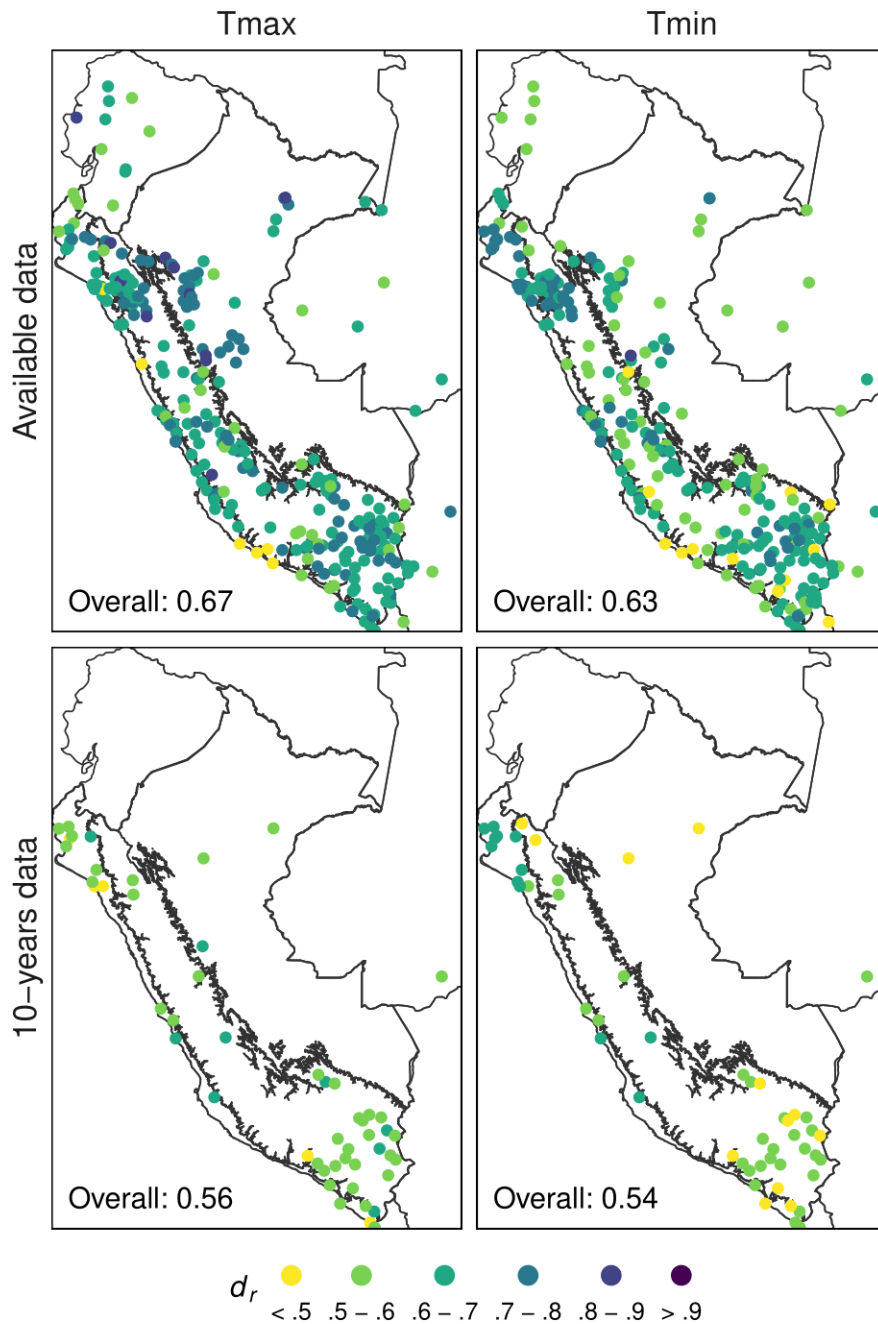 Tmax Tmin
Available data
Overall: 0.67 Overall: 0.63
10−years data
Overall: 0.56 Overall: 0.54
dr
< .5 .5 − .6 .6 − .7 .7 − .8 .8 − .9 > .9